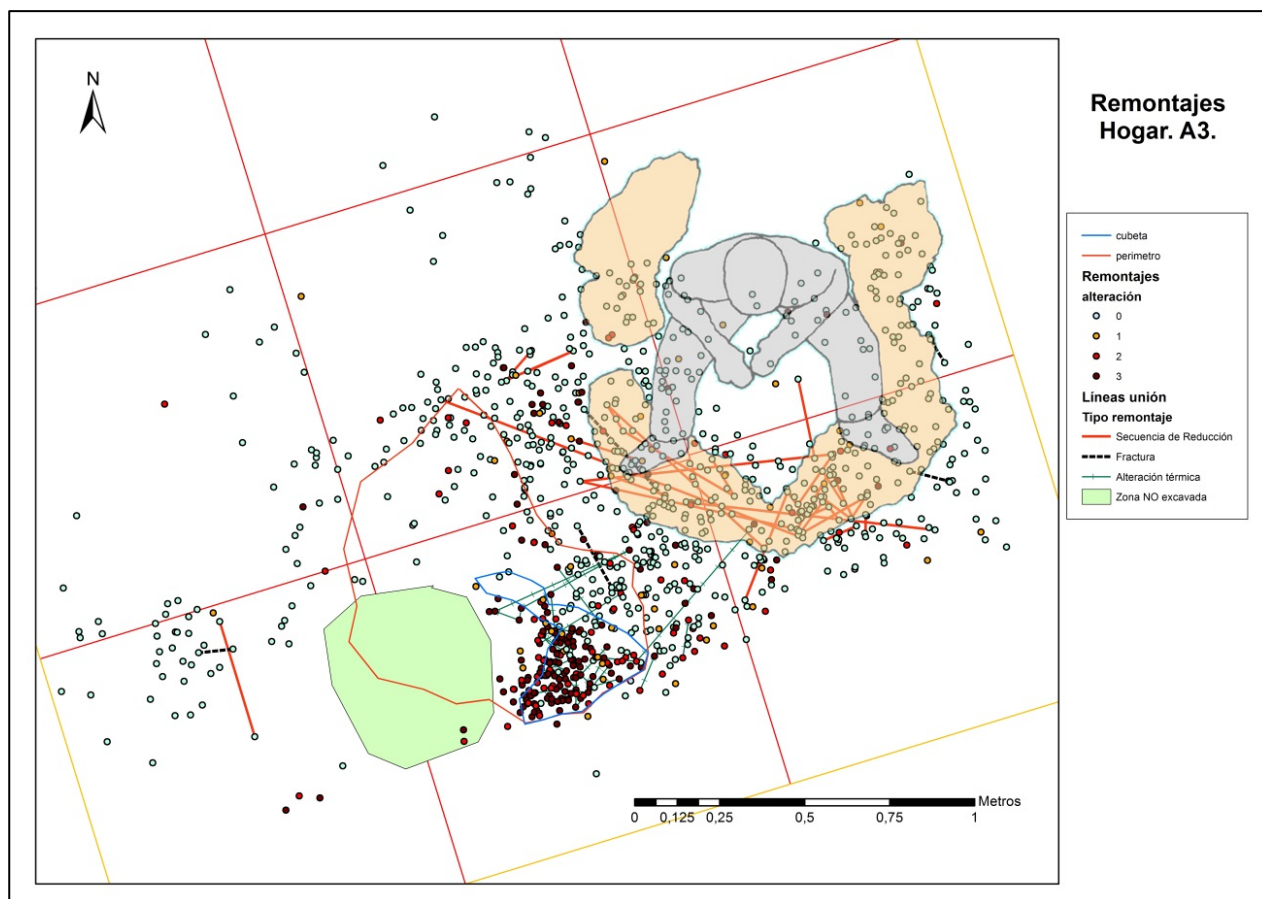 N
Remontajes
Hogar. A3.
cubeta
perimetro
Remontajes
alteración
0
1
2
3
Líneas unión
Tipo remontaje
Secuencia de Reducción
Fractura
Alteración térmica
Zona NO excavada
Metros
0 0,125 0,25 0,5 0,75 1